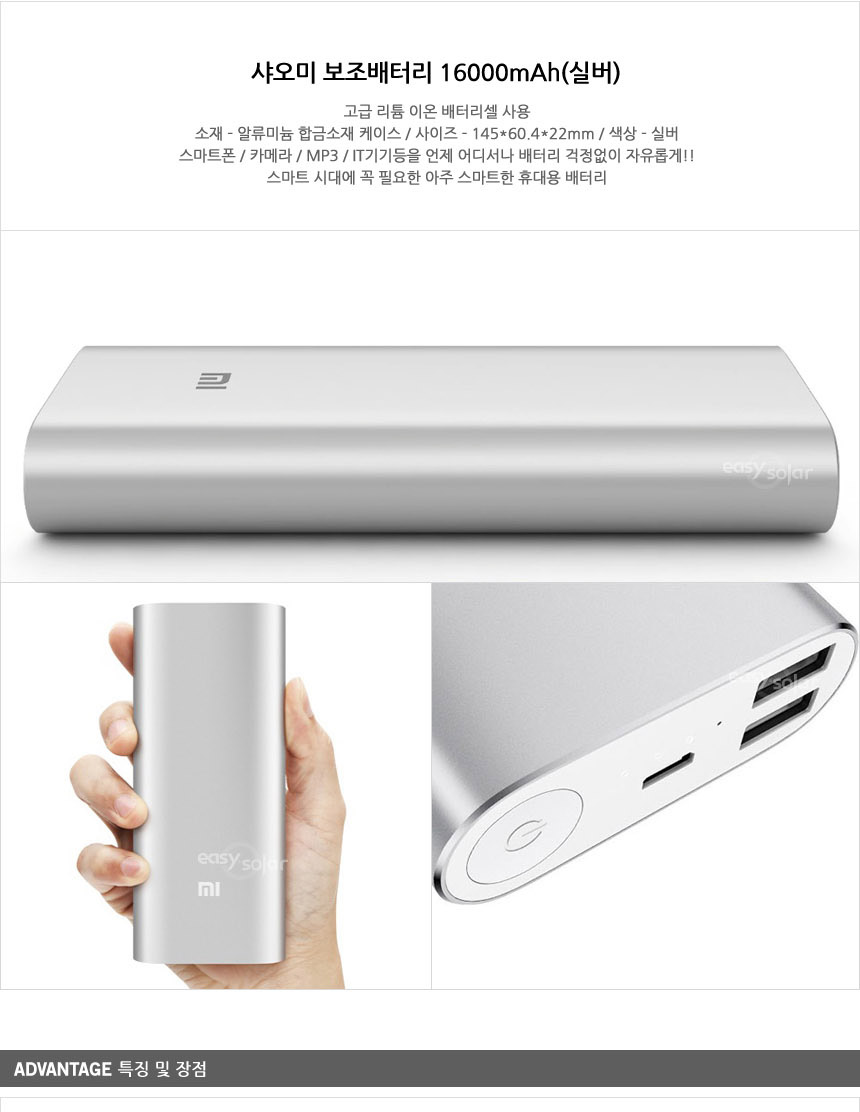 샤오미 보조배터리 16000mAh(실버)
고급 리튬 이온 배터리셀 사용
소재 - 알류미늄 합금소재 케이스 / 사이즈 - 145*60.4*22mm / 색상 - 실버
스마트폰 / 카메라 / MP3 / IT기기등을 언제 어디서나 배터리 걱정없이 자유롭게!!
스마트 시대에 꼭 필요한 아주 스마트한 휴대용 배터리
mi
easy solar
easy solar
easy solar
mi
ADVANTAGE 특징 및 장점